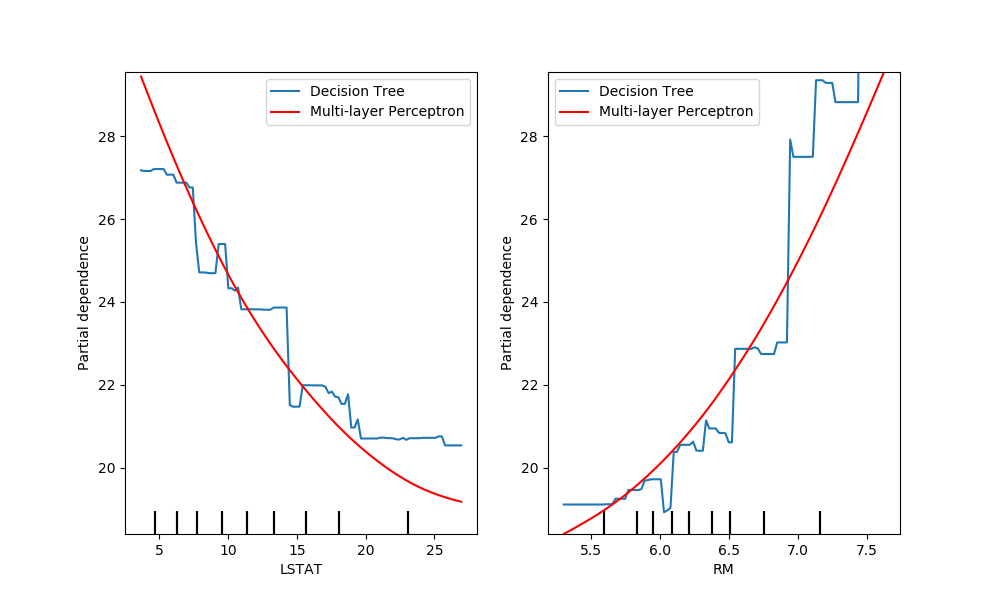 Decision Tree
Multi-layer Perceptron
28
26
24
22
20
Partial dependence
5
10
15
20
25
LSTAT
Decision Tree
Multi-layer Perceptron
28
26
24
22
20
Partial dependence
5.5
6.0
6.5
7.0
7.5
RM